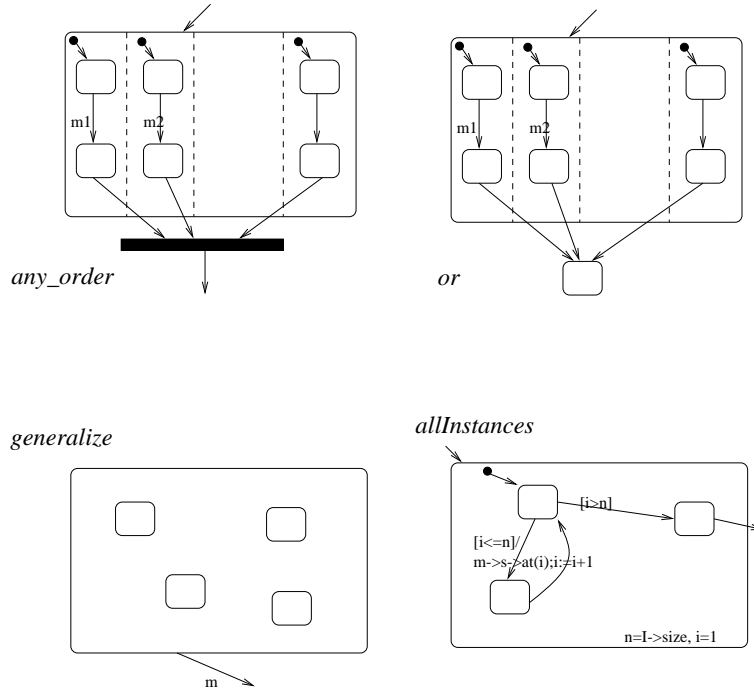 m1
m2
m1
m2
any_order
or
generalize
allInstances
[i>n]
[i<=n]/
m->s->at(i);i:=i+1
n=I->size, i=1
m